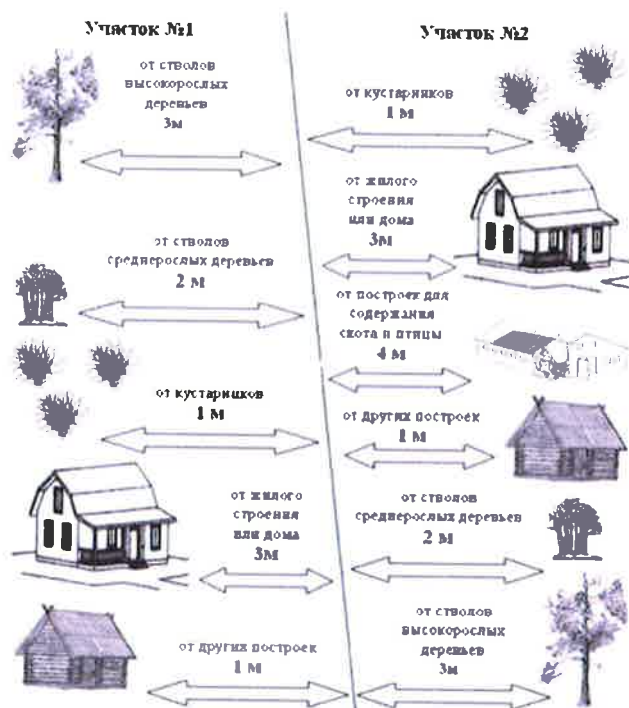 Участок №1
от стволов
высокорослых
деревьев
3м
от стволов
среднерослых деревьев
2 м
от кустарников
1 м
от жилого
строения
или дома
3м
от других построек
1 м
Участок №2
от кустарников
1 м
от жилого
строения
или дома
3м
от построек для
содержания
скота и птицы
4 м
от других построек
1 м
от стволов
среднерослых деревьев
2 м
от стволов
высокорослых
деревьев
3м